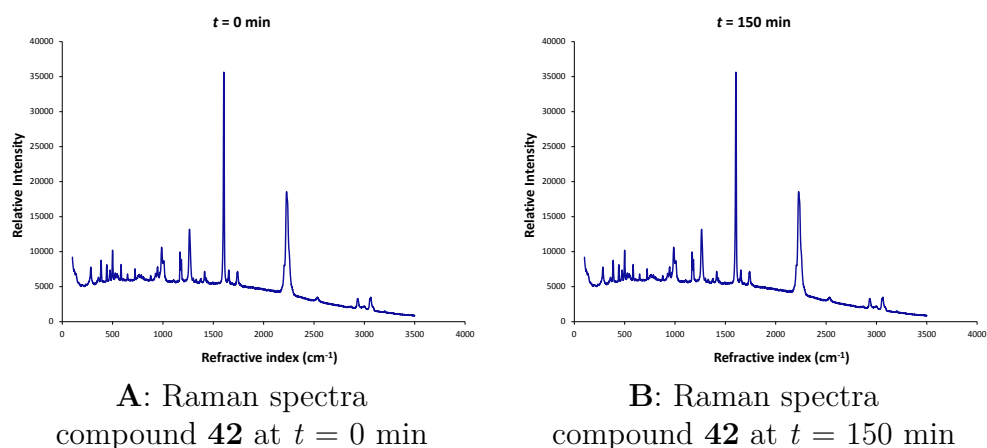 t = 0 min
40000
35000
30000
25000
20000
15000
10000
5000
0
Relative Intensity
0 500 1000 1500 2000 2500 3000 3500 4000
Refractive index (cm-1)
A: Raman spectra
compound 42 at t = 0 min
t = 150 min
40000
35000
30000
25000
20000
15000
10000
5000
0
Relative Intensity
0 500 1000 1500 2000 2500 3000 3500 4000
Refractive index (cm-1)
B: Raman spectra
compound 42 at t = 150 min